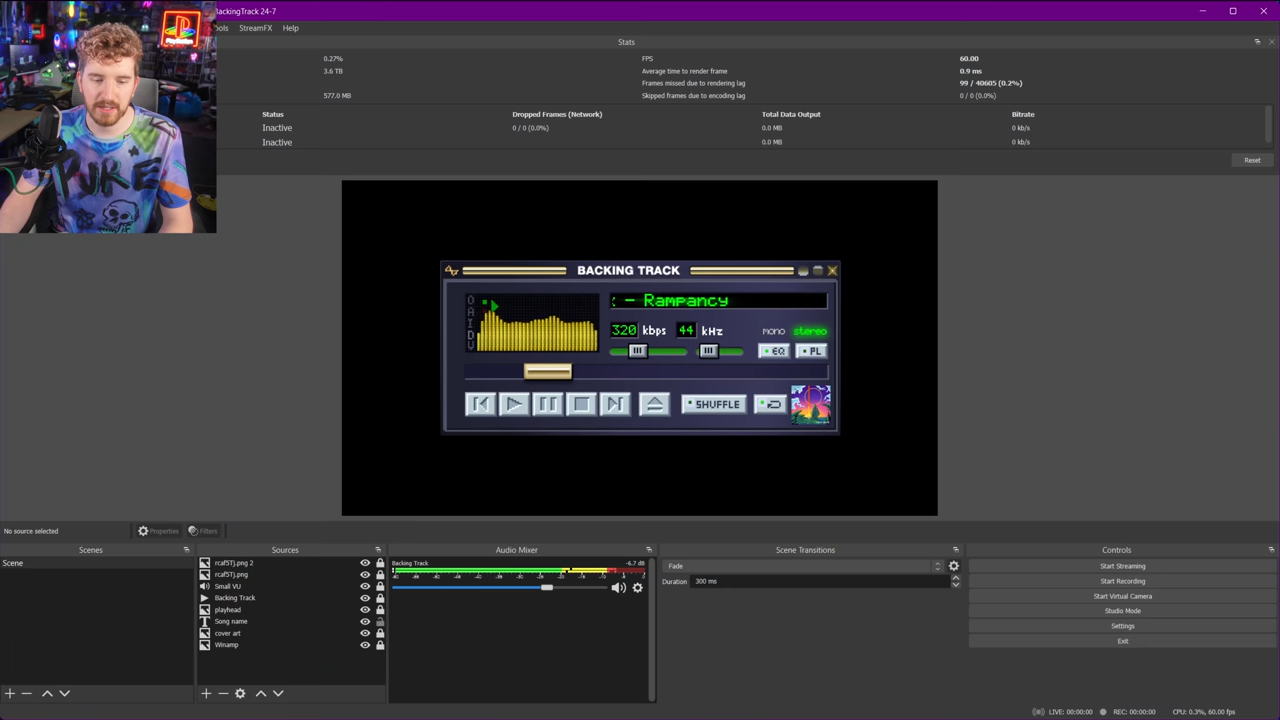 BackingTrack 24-7
ools StreamFX Help
Stats
0.27% FPS 60.00
3.6 TB Average time to render frame 0.9 ms
Frames missed due to rendering lag 99 / 40605 (0.2%)
577.0 MB Skipped frames due to encoding lag 0 / 0 (0.0%)
Status Dropped Frames (Network) Total Data Output Bitrate
Inactive 0 / 0 (0.0%) 0.0 MB 0 kb/s
Inactive 0.0 MB 0 kb/s
Reset
PlayStation
PUKE
BACKING TRACK
O
A
I
D
V
- Rampancy
320 kbps 44 kHz mono stereo
EQ PL
SHUFFLE
No source selected Properties Filters
Scenes Sources Audio Mixer Scene Transitions Controls
Scene
rcaf5Tj.png 2
rcaf5Tj.png
Small VU
Backing Track
playhead
Song name
cover art
Winamp
Backing Track -6.7 dB
Fade
Duration 300 ms
Start Streaming
Start Recording
Start Virtual Camera
Studio Mode
Settings
Exit
LIVE: 00:00:00 REC: 00:00:00 CPU: 0.3%, 60.00 fps